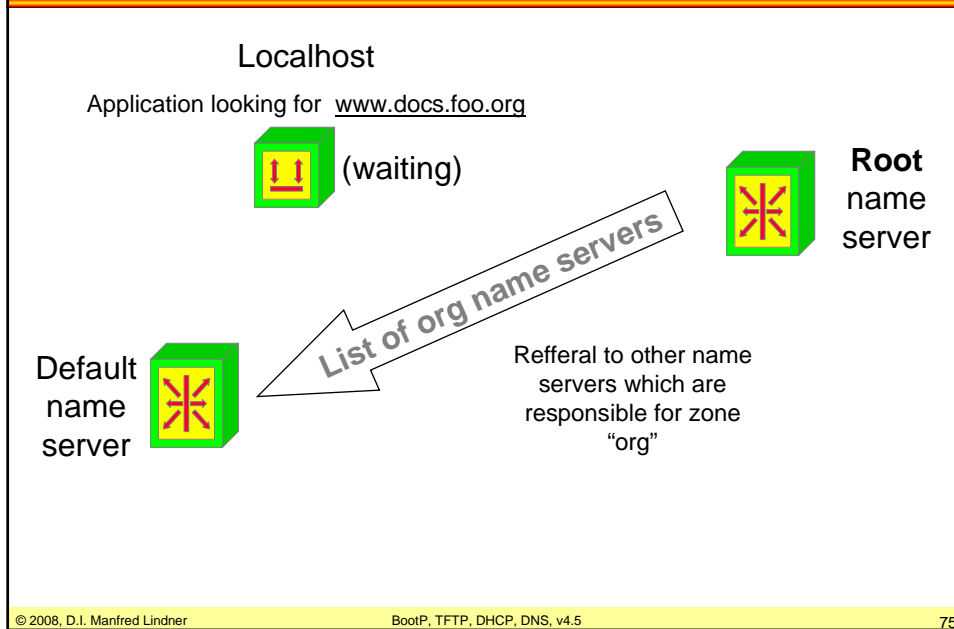 Localhost
Application looking for www.docs.foo.org
(waiting)
Root
name
server
List of org name servers
Default
name
server
Refferal to other name
servers which are
responsible for zone
“org”
© 2008, D.I. Manfred Lindner
BootP, TFTP, DHCP, DNS, v4.5
75